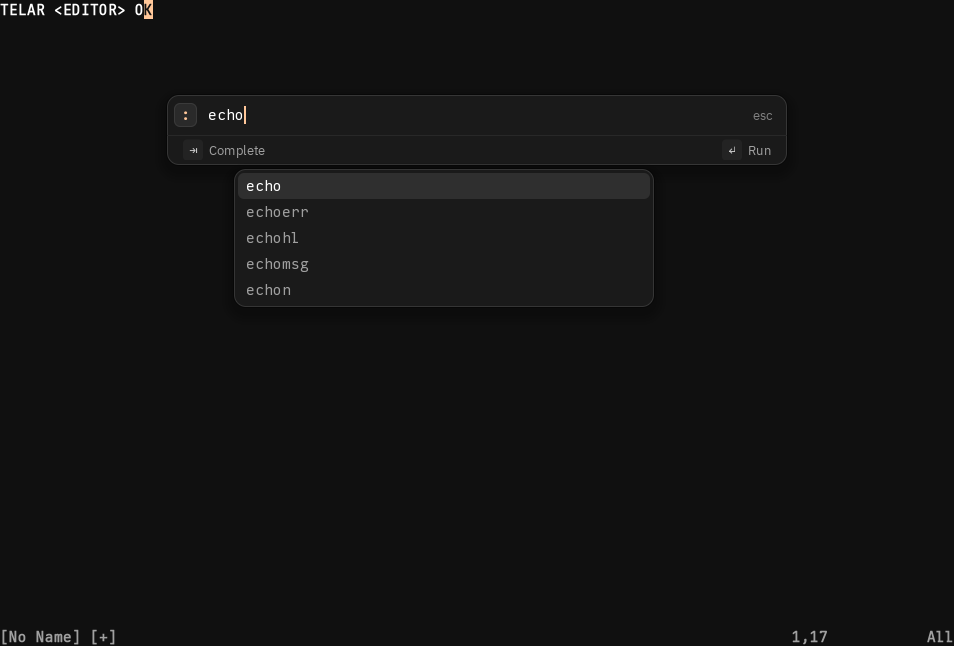 TELAR <EDITOR> OK
: echo esc
⇥ Complete ↵ Run
echo
echoerr
echohl
echomsg
echon
[No Name] [+] 1,17 All